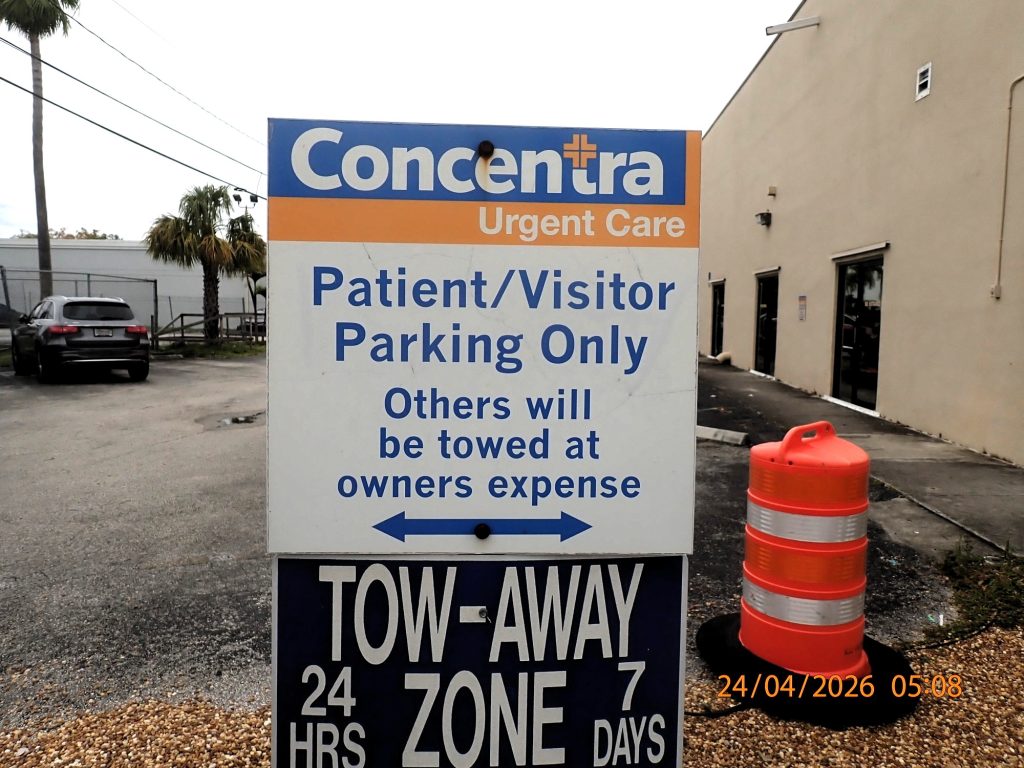 Concentra
Urgent Care
Patient/Visitor
Parking Only
Others will
be towed at
owners expense
TOW-AWAY
24 HRS ZONE 7 DAYS
24/04/2026 05:08